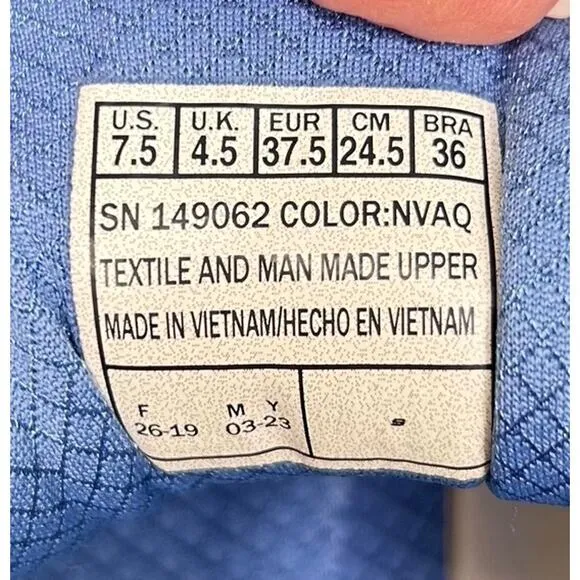 U.S. U.K. EUR CM BRA
7.5 4.5 37.5 24.5 36
SN 149062 COLOR:NVAQ
TEXTILE AND MAN MADE UPPER
MADE IN VIETNAM/HECHO EN VIETNAM
F M Y
26-19 03-23 S